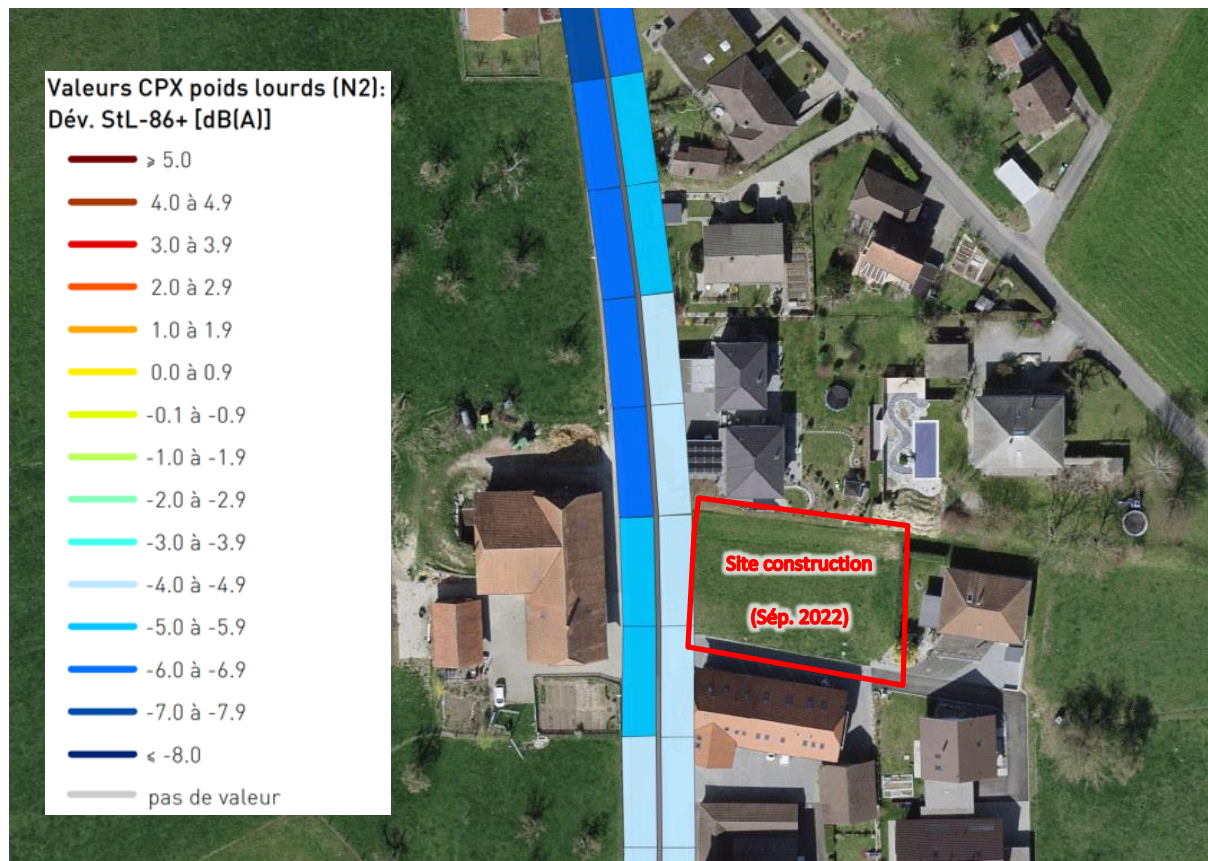 Valeurs CPX poids lourds (N2):
Dév. StL-86+ [dB(A)]
⩾ 5.0
4.0 à 4.9
3.0 à 3.9
2.0 à 2.9
1.0 à 1.9
0.0 à 0.9
-0.1 à -0.9
-1.0 à -1.9
-2.0 à -2.9
-3.0 à -3.9
-4.0 à -4.9
-5.0 à -5.9
-6.0 à -6.9
-7.0 à -7.9
⩽ -8.0
pas de valeur
Site construction
(Sép. 2022)